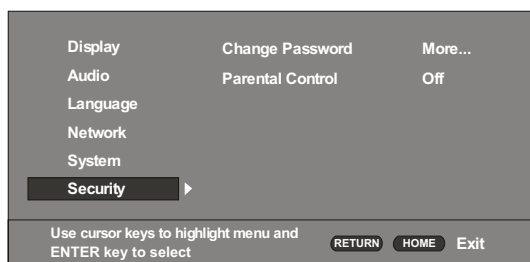 Display Change Password More...
Audio Parental Control Off
Language
Network
System
Security
Use cursor keys to highlight menu and
ENTER key to select RETURN HOME Exit